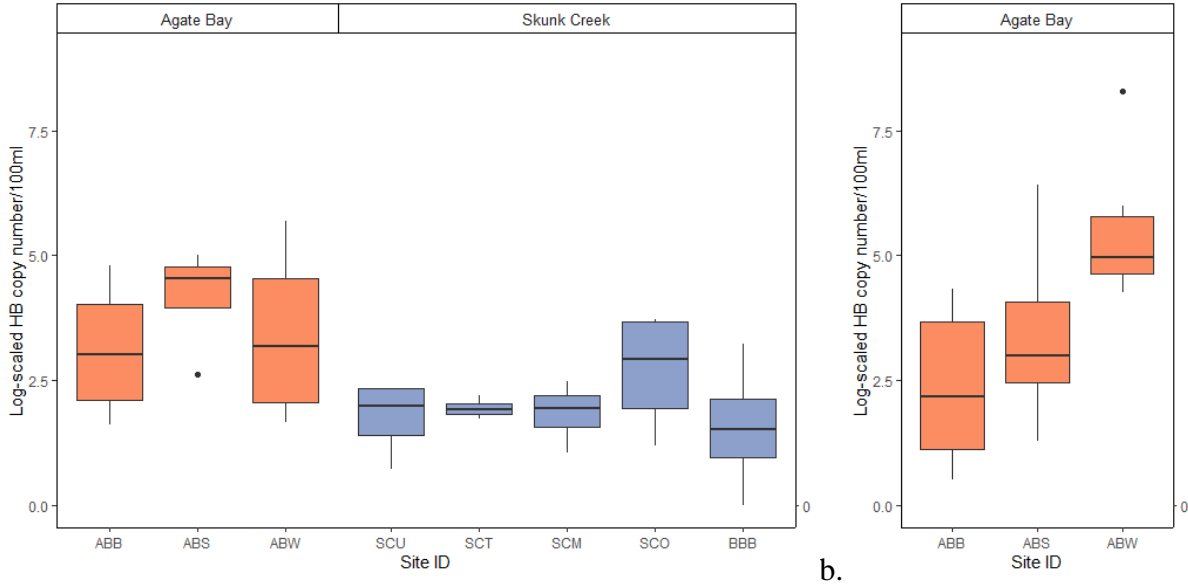 Agate Bay
Skunk Creek
Log-scaled HB copy number/100ml
7.5
5.0
2.5
0.0
0
ABB ABS ABW SCU SCT SCM SCO BBB
Site ID
b.
Agate Bay
Log-scaled HB copy number/100ml
7.5
5.0
2.5
0.0
0
ABB ABS ABW
Site ID